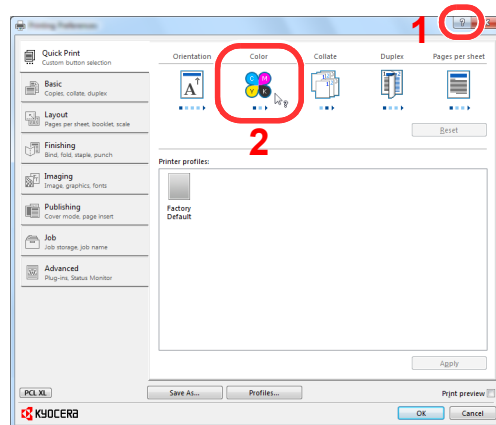 Printing Preferences
1
?
Quick Print
Custom button selection
Basic
Copies, collate, duplex
Layout
Pages per sheet, booklet, scale
Finishing
Bind, fold, staple, punch
Imaging
Image, graphics, fonts
Publishing
Cover mode, page insert
Job
Job storage, job name
Advanced
Plug-ins, Status Monitor
Orientation Color Collate Duplex Pages per sheet
A
C M
Y K
?
2
Reset
Printer profiles:
Factory
Default
Apply
PCL XL
Save As...
Profiles...
Print preview
KYOCERA
OK
Cancel